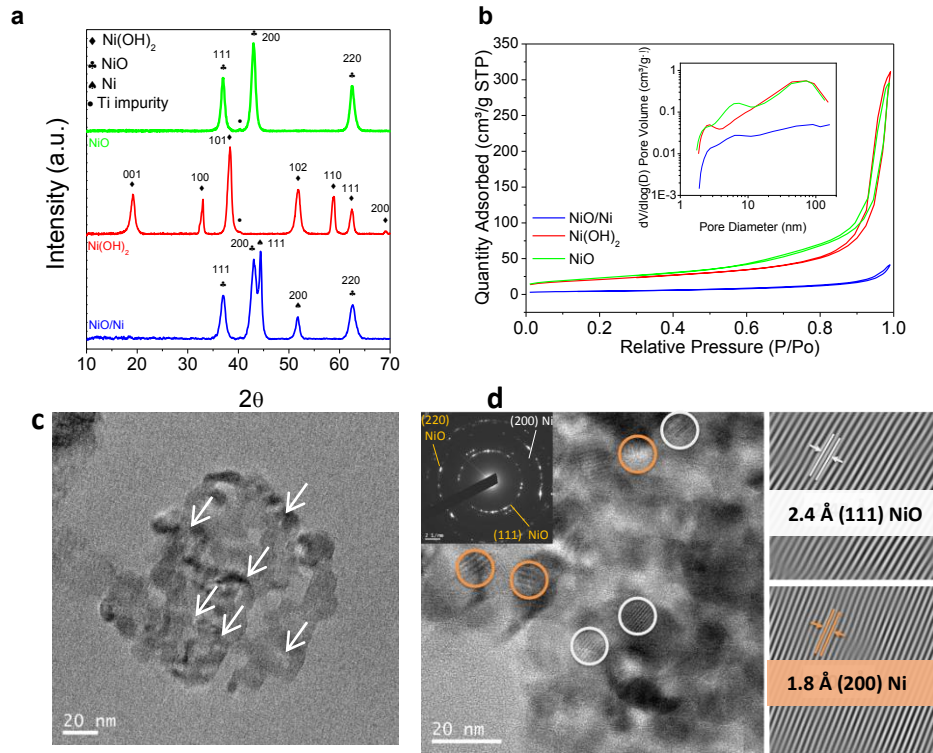 a
♦ Ni(OH)2
♣ NiO
♠ Ni
● Ti impurity
111
200
220
NiO
001
100
101
102
110
111
200
Ni(OH)2
111
200
111
200
220
NiO/Ni
Intensity (a.u.)
10 20 30 40 50 60 70
2θ
b
Quantity Adsorbed (cm³/g STP)
350
300
250
200
150
100
50
0
0.0 0.2 0.4 0.6 0.8 1.0
Relative Pressure (P/Po)
dV/dlog(D) Pore Volume (cm³/g·!)
1
0.1
0.01
1E-3
1 10 100
Pore Diameter (nm)
NiO/Ni
Ni(OH)2
NiO
c
20 nm
d
(220)
NiO
(200) Ni
(111) NiO
20 nm
2.4 Å (111) NiO
1.8 Å (200) Ni